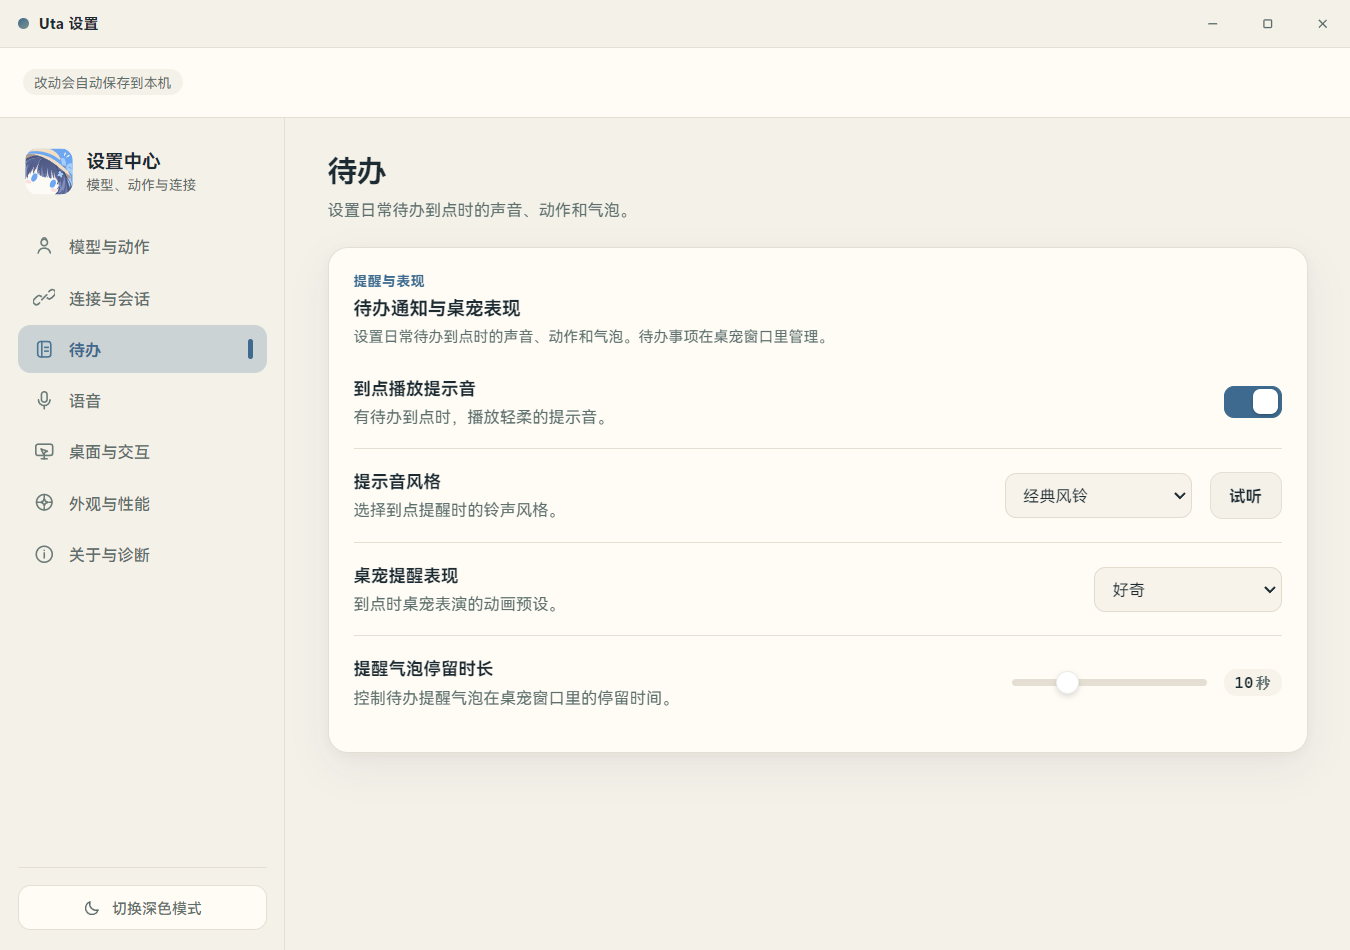 Uta 设置
改动会自动保存到本机
设置中心
模型、动作与连接
模型与动作
连接与会话
待办
语音
桌面与交互
外观与性能
关于与诊断
切换深色模式
待办
设置日常待办到点时的声音、动作和气泡。
提醒与表现
待办通知与桌宠表现
设置日常待办到点时的声音、动作和气泡。待办事项在桌宠窗口里管理。
到点播放提示音
有待办到点时，播放轻柔的提示音。
提示音风格
选择到点提醒时的铃声风格。
经典风铃
试听
桌宠提醒表现
到点时桌宠表演的动画预设。
好奇
提醒气泡停留时长
控制待办提醒气泡在桌宠窗口里的停留时间。
10 秒